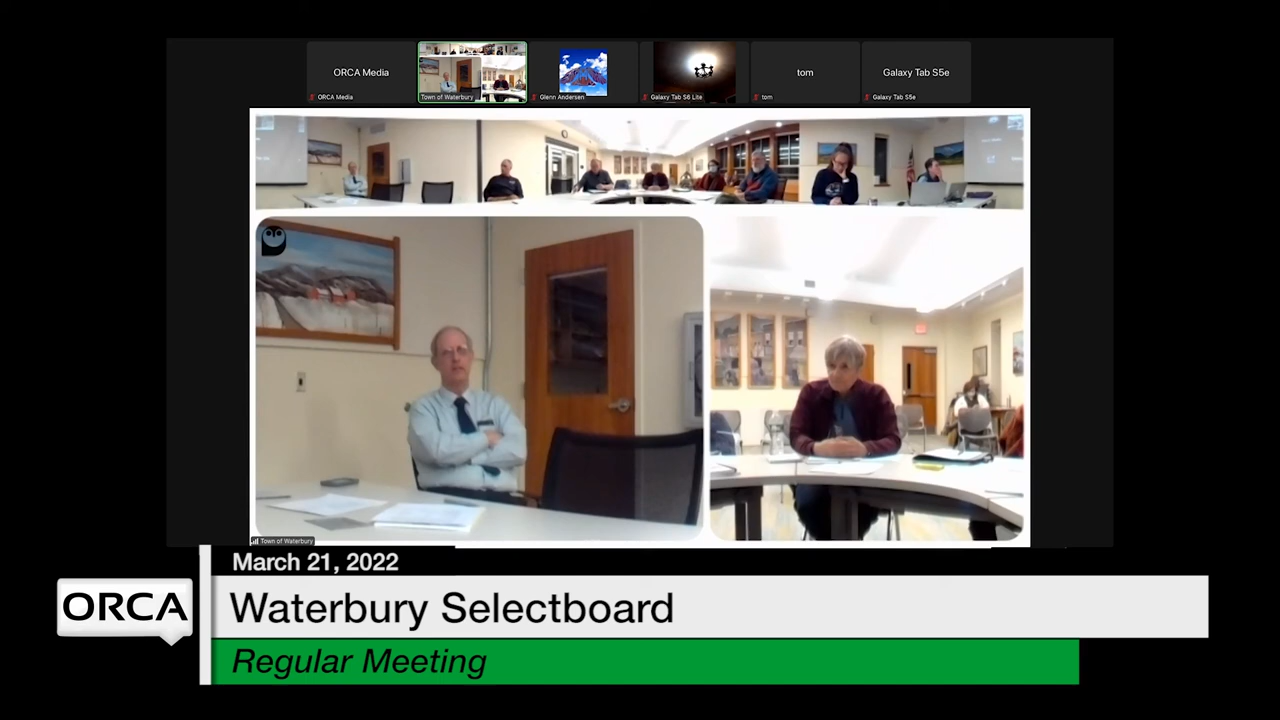 ORCA Media
tom
Galaxy Tab S5e
ORCA Media
Town of Waterbury
Glenn Andersen
Galaxy Tab S6 Lite
tom
Galaxy Tab S5e
Town of Waterbury
March 21, 2022
ORCA
Waterbury Selectboard
Regular Meeting